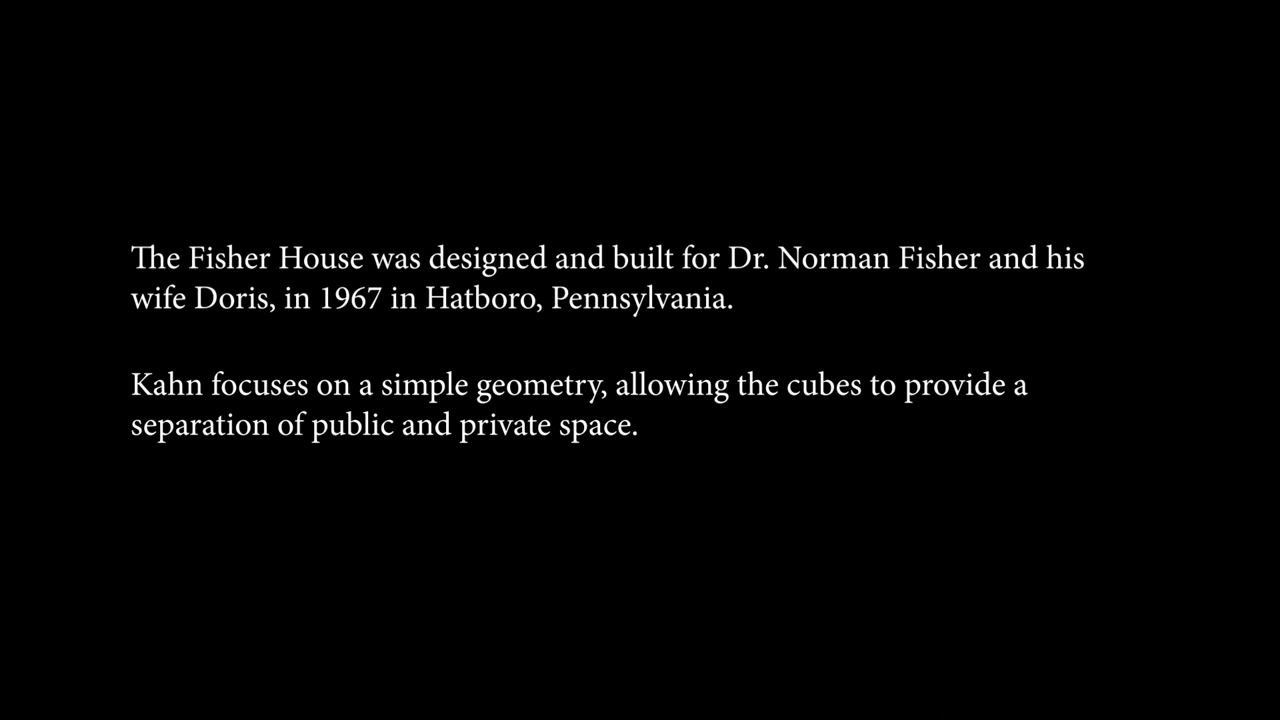 The Fisher House was designed and built for Dr. Norman Fisher and his
wife Doris, in 1967 in Hatboro, Pennsylvania.
Kahn focuses on a simple geometry, allowing the cubes to provide a
separation of public and private space.